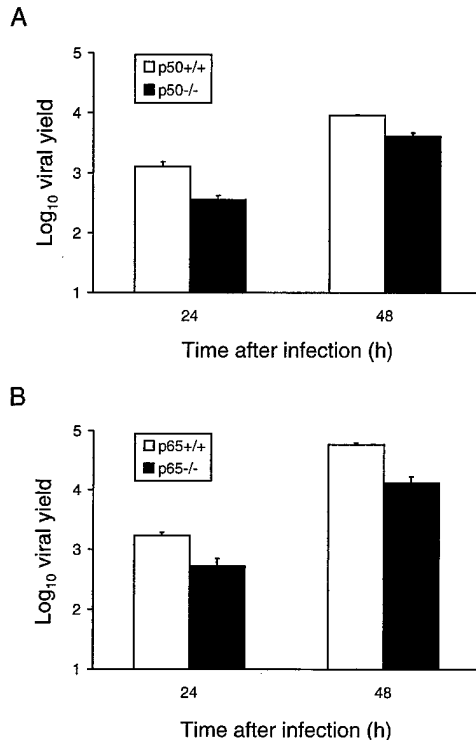 A
Log₁₀ viral yield
5
4
3
2
1
p50+/+
p50-/-
24
48
Time after infection (h)
B
Log₁₀ viral yield
5
4
3
2
1
p65+/+
p65-/-
24
48
Time after infection (h)